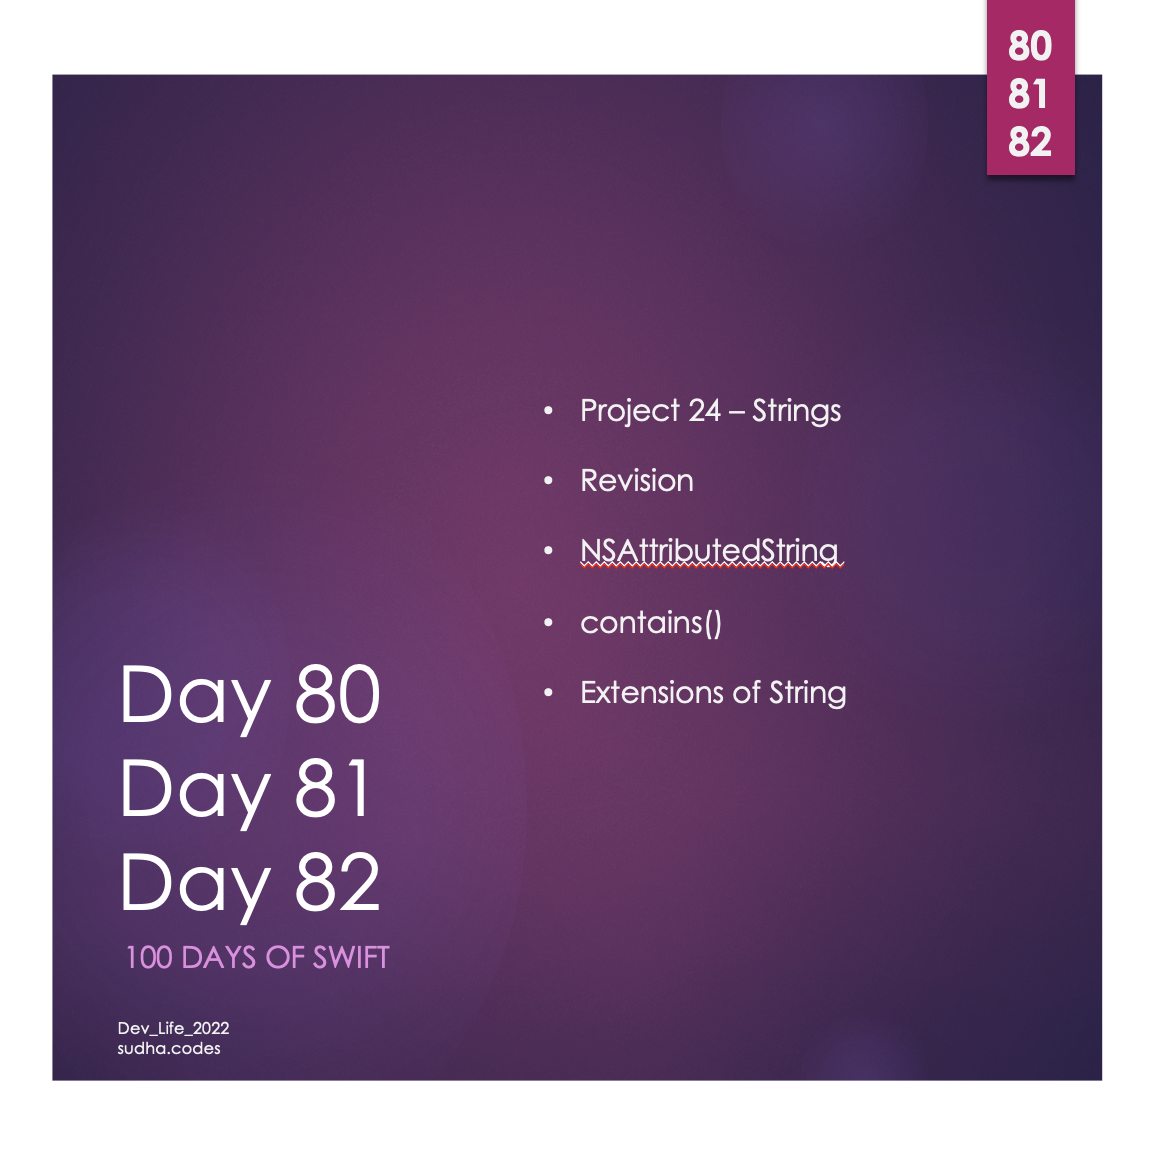 80
81
82
• Project 24 – Strings
• Revision
• NSAttributedString
• contains()
• Extensions of String
Day 80
Day 81
Day 82
100 DAYS OF SWIFT
Dev_Life_2022
sudha.codes